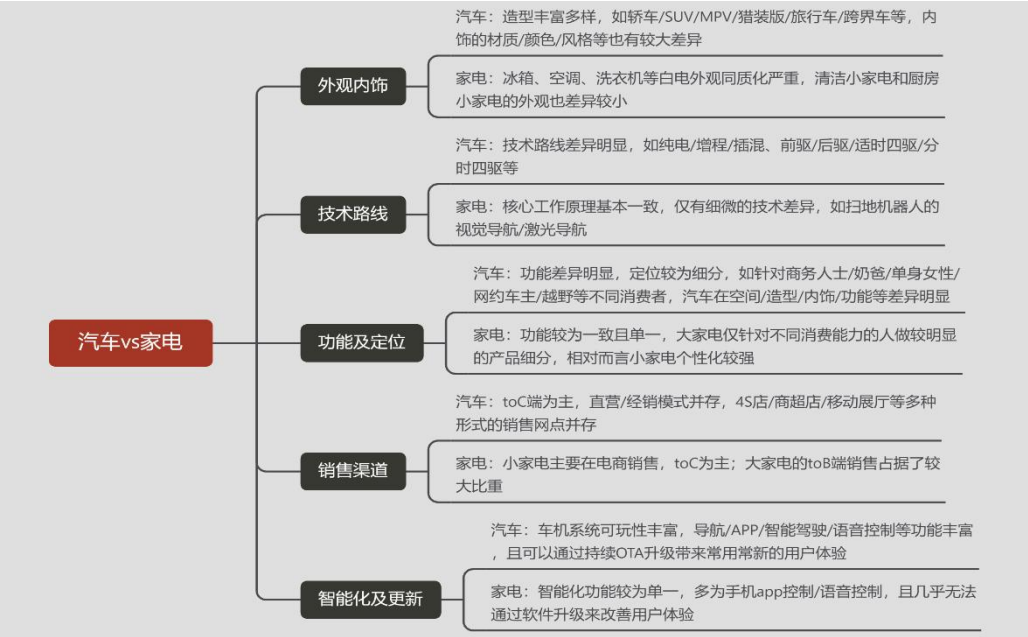 汽车vs家电
外观内饰
汽车：造型丰富多样，如轿车/SUV/MPV/猎装版/旅行车/跨界车等，内
饰的材质/颜色/风格等也有较大差异
家电：冰箱、空调、洗衣机等白电外观同质化严重，清洁小家电和厨房
小家电的外观也差异较小
技术路线
汽车：技术路线差异明显，如纯电/增程/插混、前驱/后驱/适时四驱/分
时四驱等
家电：核心工作原理基本一致，仅有细微的技术差异，如扫地机器人的
视觉导航/激光导航
功能及定位
汽车：功能差异明显，定位较为细分，如针对商务人士/奶爸/单身女性/
网约车主/越野等不同消费者，汽车在空间/造型/内饰/功能等差异明显
家电：功能较为一致且单一，大家电仅针对不同消费能力的人做较明显
的产品细分，相对而言小家电个性化较强
销售渠道
汽车：toC端为主，直营/经销模式并存，4S店/商超店/移动展厅等多种
形式的销售网点并存
家电：小家电主要在电商销售，toC为主；大家电的toB端销售占据了较
大比重
智能化及更新
汽车：车机系统可玩性丰富，导航/APP/智能驾驶/语音控制等功能丰富
，且可以通过持续OTA升级带来常用常新的用户体验
家电：智能化功能较为单一，多为手机app控制/语音控制，且几乎无法
通过软件升级来改善用户体验